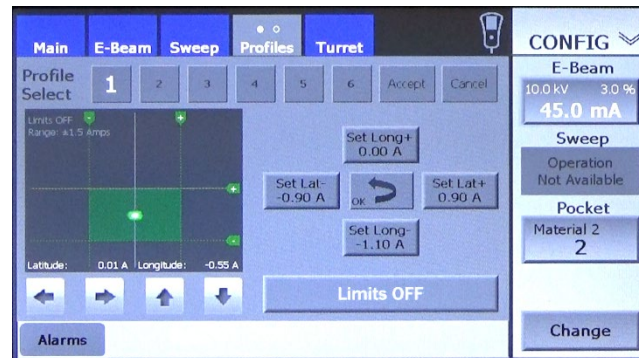 Main E-Beam Sweep Profiles Turret
CONFIG
Profile
Select
1 2 3 4 5 6 Accept Cancel
Limits OFF
Range: ±1.5 Amps
- +
+
-
Latitude: 0.01 A Longitude: -0.55 A
Set Long+
0.00 A
Set Lat-
-0.90 A
OK
Set Lat+
0.90 A
Set Long-
-1.10 A
Limits OFF
Alarms
E-Beam
10.0 kV 3.0 %
45.0 mA
Sweep
Operation
Not Available
Pocket
Material 2
2
Change